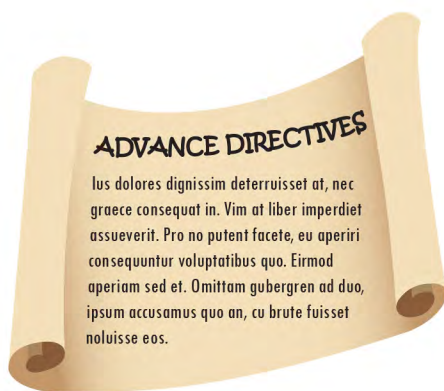 ADVANCE DIRECTIVES
Ius dolores dignissim deterruisset at, nec
graece consequat in. Vim at liber imperdiet
assueverit. Pro no putent facete, eu aperiri
consequuntur voluptatibus quo. Eirmod
aperiam sed et. Omittam gubergren ad duo,
ipsum accusamus quo an, cu brute fuisset
noluisse eos.